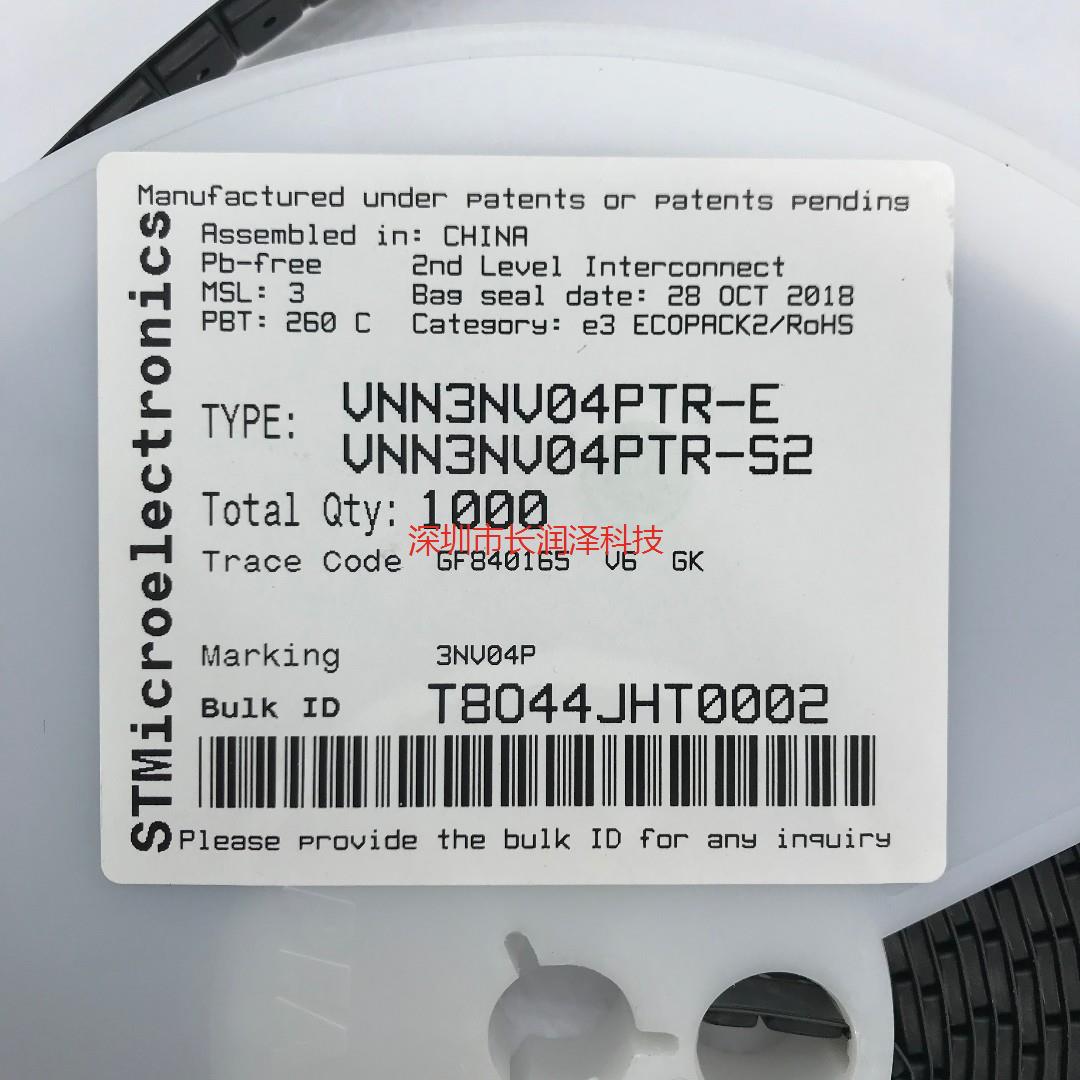 Manufactured under patents or patents pending
STMicroelectronics
Assembled in: CHINA
Pb-free 2nd Level Interconnect
MSL: 3 Bag seal date: 28 OCT 2018
PBT: 260 C Category: e3 ECOPACK2/RoHS
TYPE: VNN3NV04PTR-E
VNN3NV04PTR-S2
Total Qty: 1000
深圳市长润泽科技
Trace Code GF840165 V6 GK
Marking 3NV04P
Bulk ID T8O44JHT0002
Please provide the bulk ID for any inquiry